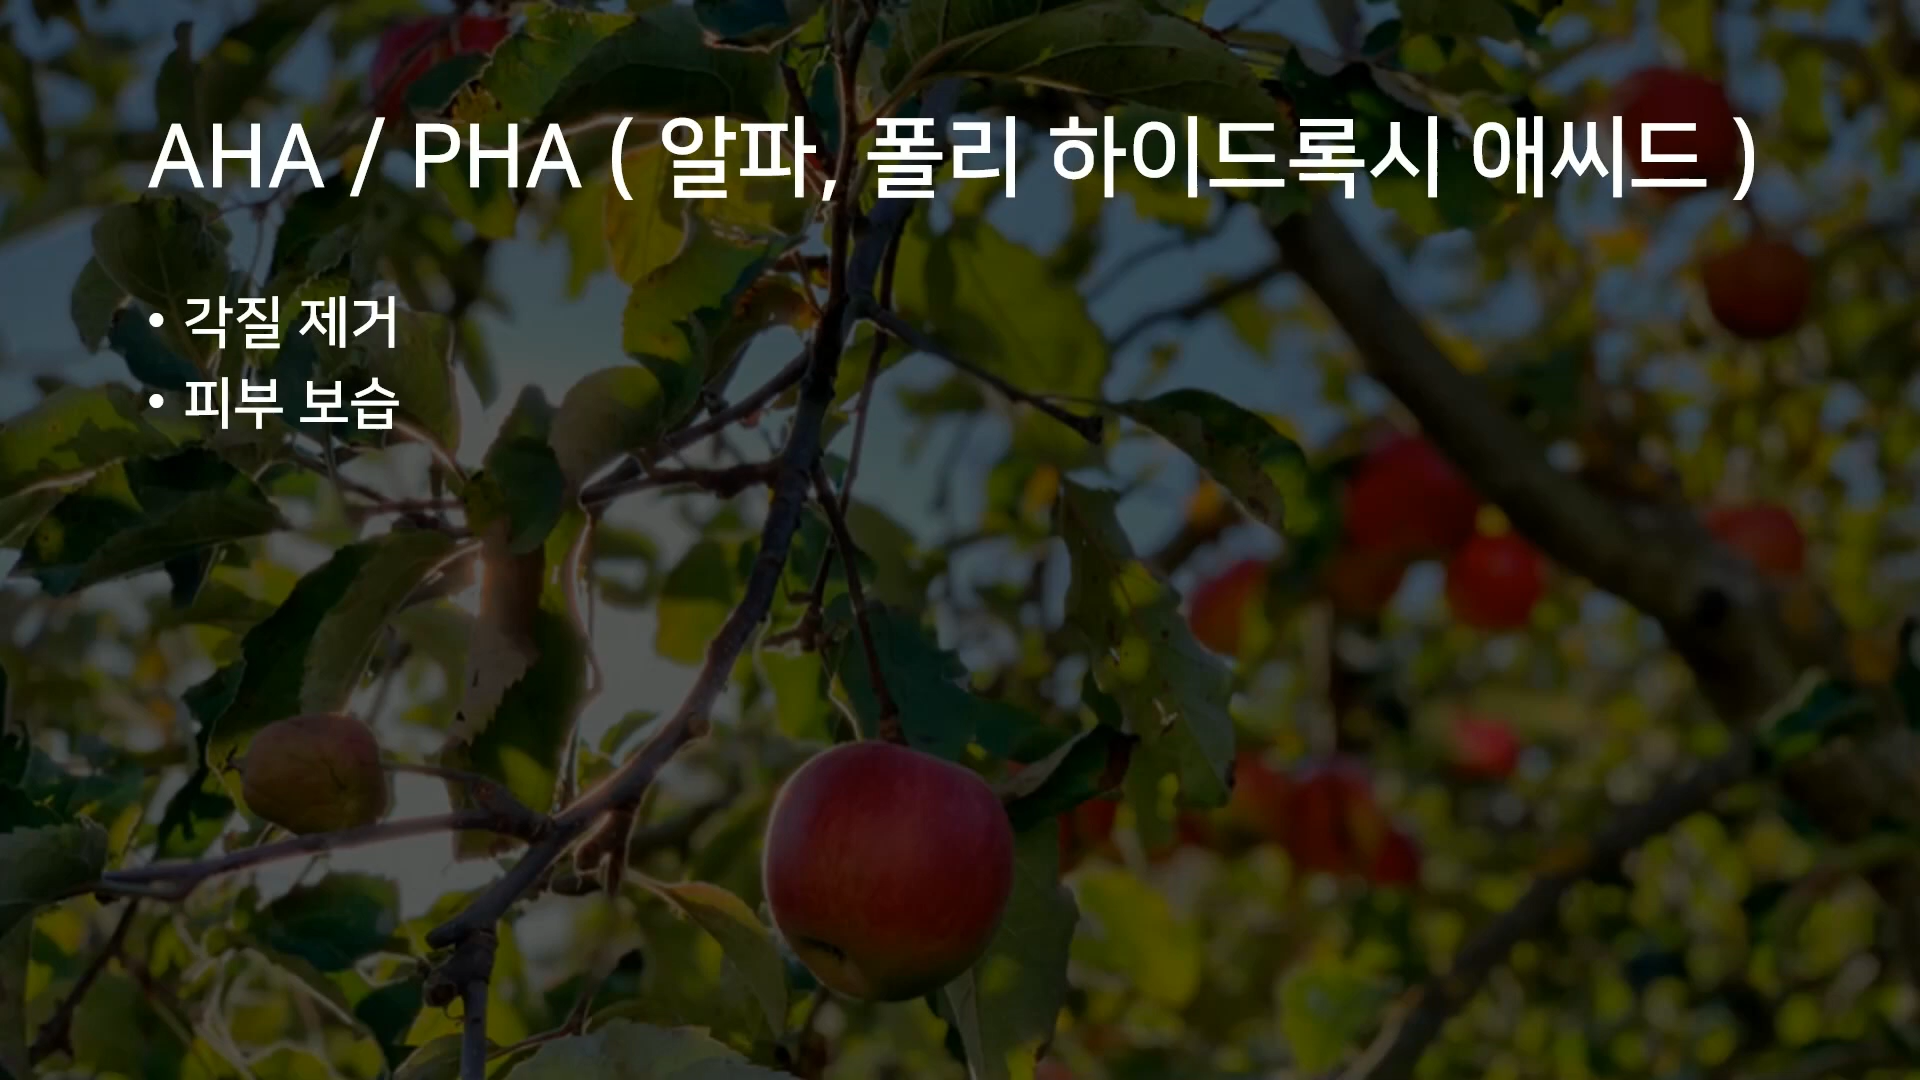 AHA / PHA ( 알파, 폴리 하이드록시 애씨드 )
• 각질 제거
• 피부 보습